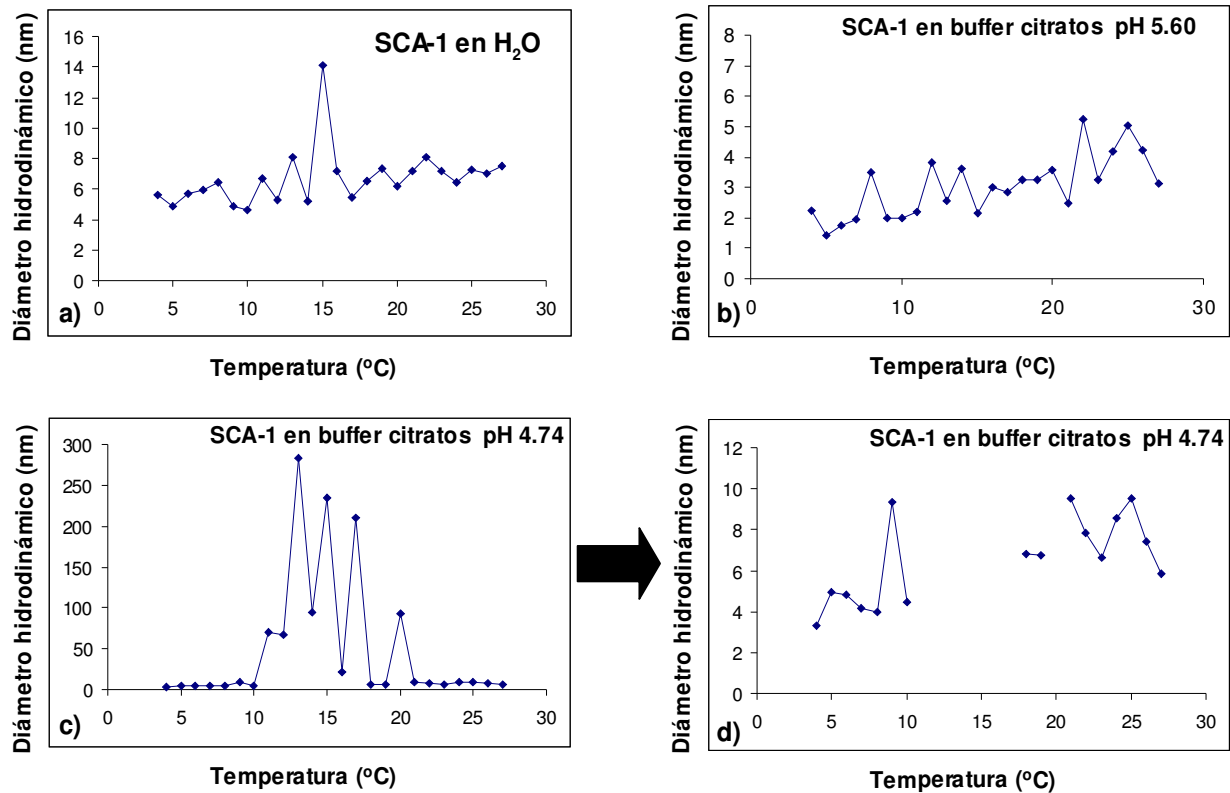 Diámetro hidrodinámico (nm)
SCA-1 en H2O
16
14
12
10
8
6
4
2
0
0 5 10 15 20 25 30
a)
Temperatura (ºC)
Diámetro hidrodinámico (nm)
SCA-1 en buffer citratos pH 5.60
8
7
6
5
4
3
2
1
0
0 10 20 30
b)
Temperatura (ºC)
Diámetro hidrodinámico (nm)
SCA-1 en buffer citratos pH 4.74
300
250
200
150
100
50
0
0 5 10 15 20 25 30
c)
Temperatura (ºC)
Diámetro hidrodinámico (nm)
SCA-1 en buffer citratos pH 4.74
12
10
8
6
4
2
0
0 5 10 15 20 25 30
d)
Temperatura (ºC)